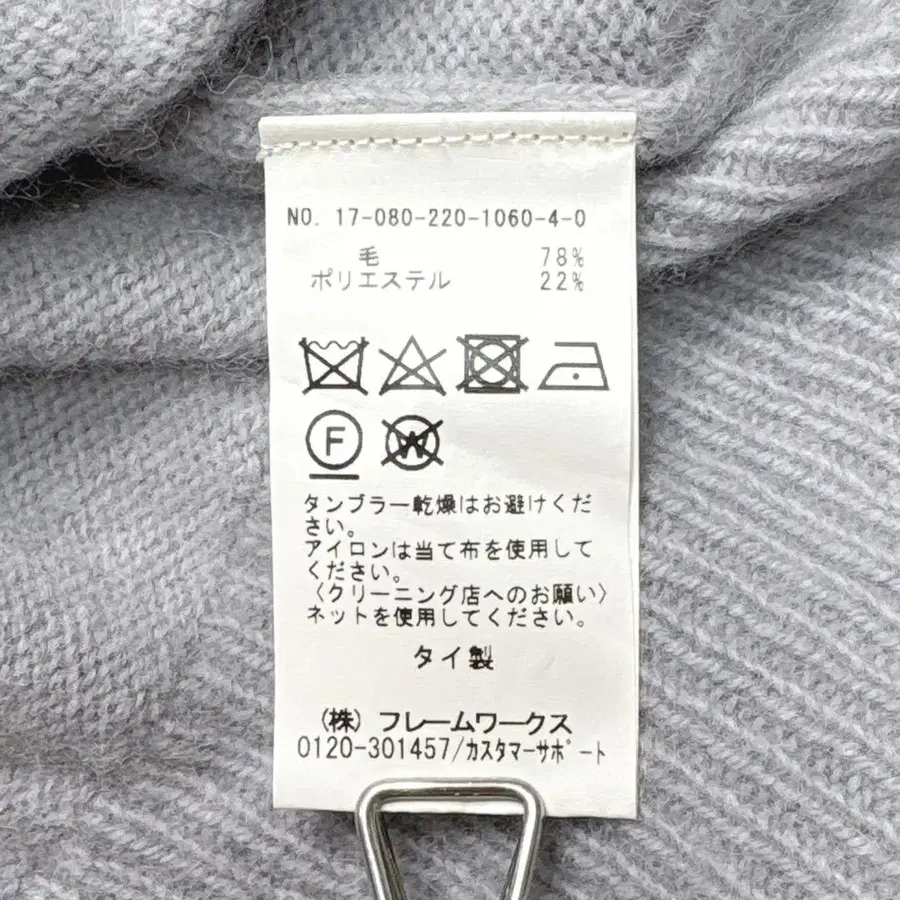 NO. 17-080-220-1060-4-0
毛 78%
ポリエステル 22%
F
W
タンブラー乾燥はお避けくだ
さい。
アイロンは当て布を使用して
ください。
〈クリーニング店へのお願い〉
ネットを使用してください。
タイ製
(株) フレームワークス
0120-301457/カスタマーサポート